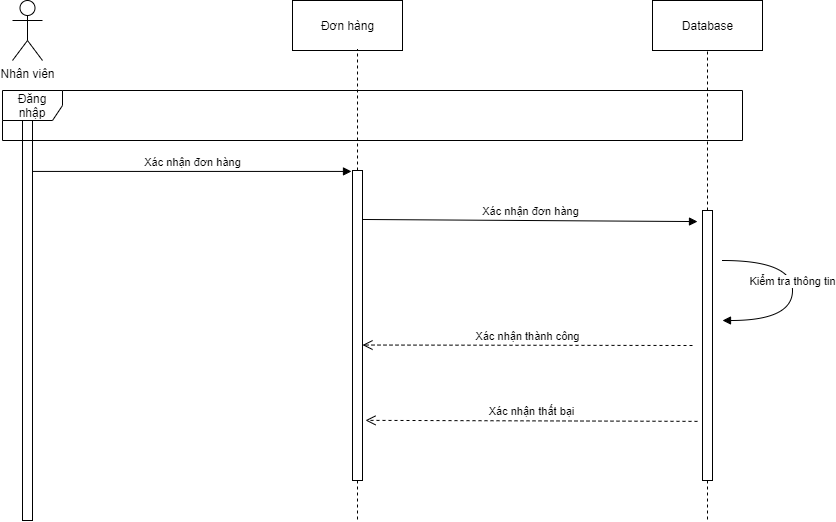 Đơn hàng
Database
Nhân viên
Đăng
nhập
Xác nhận đơn hàng
Xác nhận đơn hàng
Kiểm tra thông tin
Xác nhận thành công
Xác nhận thất bại